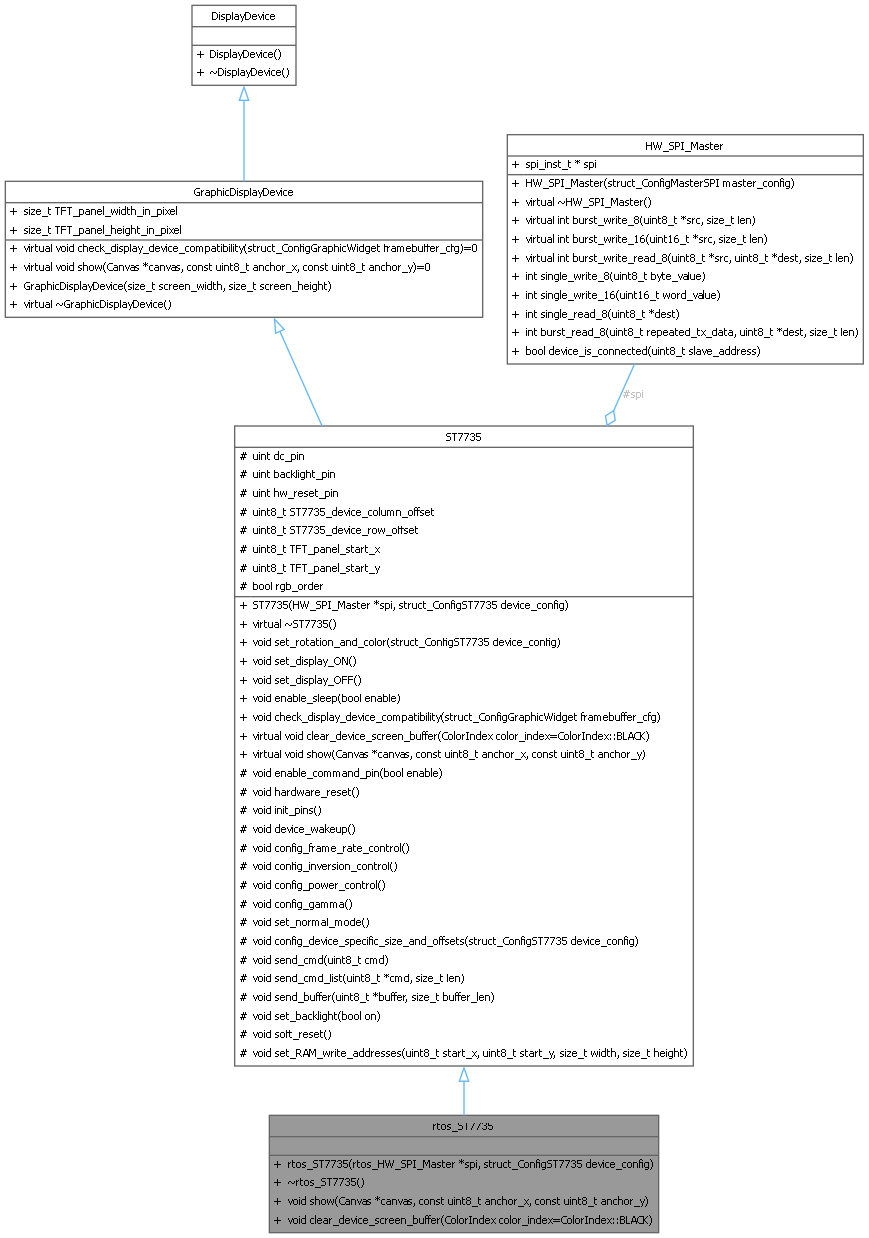 DisplayDevice
+ DisplayDevice()
+ ~DisplayDevice()
HW_SPI_Master
+ spi_inst_t * spi
+ HW_SPI_Master(struct_ConfigMasterSPI master_config)
+ virtual ~HW_SPI_Master()
+ virtual int burst_write_8(uint8_t *src, size_t len)
+ virtual int burst_write_16(uint16_t *src, size_t len)
+ virtual int burst_write_read_8(uint8_t *src, uint8_t *dest, size_t len)
+ int single_write_8(uint8_t byte_value)
+ int single_write_16(uint16_t word_value)
+ int single_read_8(uint8_t *dest)
+ int burst_read_8(uint8_t repeated_tx_data, uint8_t *dest, size_t len)
+ bool device_is_connected(uint8_t slave_address)
GraphicDisplayDevice
+ size_t TFT_panel_width_in_pixel
+ size_t TFT_panel_height_in_pixel
+ virtual void check_display_device_compatibility(struct_ConfigGraphicWidget framebuffer_cfg)=0
+ virtual void show(Canvas *canvas, const uint8_t anchor_x, const uint8_t anchor_y)=0
+ GraphicDisplayDevice(size_t screen_width, size_t screen_height)
+ virtual ~GraphicDisplayDevice()
#spi
ST7735
# uint dc_pin
# uint backlight_pin
# uint hw_reset_pin
# uint8_t ST7735_device_column_offset
# uint8_t ST7735_device_row_offset
# uint8_t TFT_panel_start_x
# uint8_t TFT_panel_start_y
# bool rgb_order
+ ST7735(HW_SPI_Master *spi, struct_ConfigST7735 device_config)
+ virtual ~ST7735()
+ void set_rotation_and_color(struct_ConfigST7735 device_config)
+ void set_display_ON()
+ void set_display_OFF()
+ void enable_sleep(bool enable)
+ void check_display_device_compatibility(struct_ConfigGraphicWidget framebuffer_cfg)
+ virtual void clear_device_screen_buffer(ColorIndex color_index=ColorIndex::BLACK)
+ virtual void show(Canvas *canvas, const uint8_t anchor_x, const uint8_t anchor_y)
# void enable_command_pin(bool enable)
# void hardware_reset()
# void init_pins()
# void device_wakeup()
# void config_frame_rate_control()
# void config_inversion_control()
# void config_power_control()
# void config_gamma()
# void set_normal_mode()
# void config_device_specific_size_and_offsets(struct_ConfigST7735 device_config)
# void send_cmd(uint8_t cmd)
# void send_cmd_list(uint8_t *cmd, size_t len)
# void send_buffer(uint8_t *buffer, size_t buffer_len)
# void set_backlight(bool on)
# void soft_reset()
# void set_RAM_write_addresses(uint8_t start_x, uint8_t start_y, size_t width, size_t height)
rtos_ST7735
+ rtos_ST7735(rtos_HW_SPI_Master *spi, struct_ConfigST7735 device_config)
+ ~rtos_ST7735()
+ void show(Canvas *canvas, const uint8_t anchor_x, const uint8_t anchor_y)
+ void clear_device_screen_buffer(ColorIndex color_index=ColorIndex::BLACK)